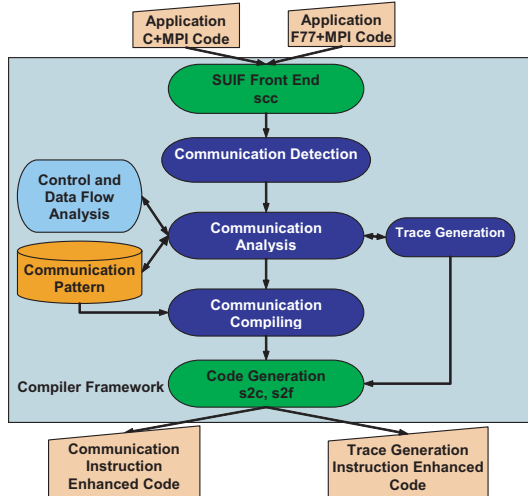 Application
C+MPI Code
Application
F77+MPI Code
SUIF Front End
scc
Communication Detection
Control and
Data Flow
Analysis
Communication
Analysis
Trace Generation
Communication
Pattern
Communication
Compiling
Code Generation
s2c, s2f
Compiler Framework
Communication
Instruction
Enhanced Code
Trace Generation
Instruction Enhanced
Code